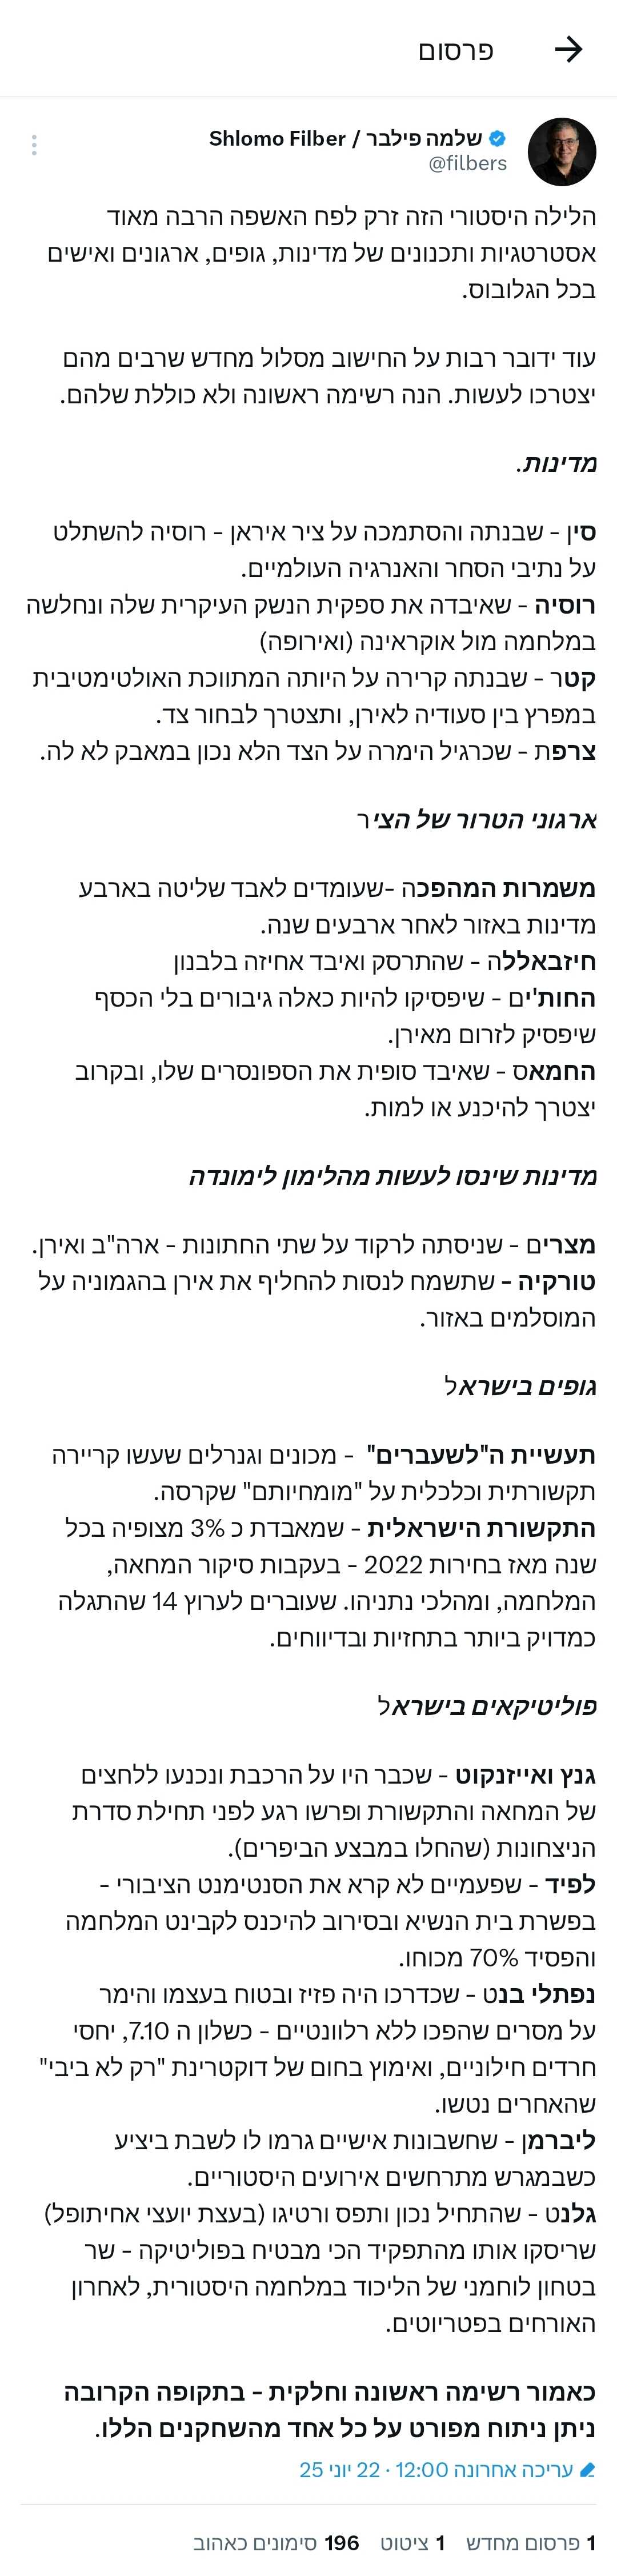 פרסום
שלמה פילבר / Shlomo Filber
@filbers
הלילה היסטורי הזה זרק לפח האשפה הרבה מאוד
אסטרטגיות ותכנונים של מדינות, גופים, ארגונים ואישים
בכל הגלובוס.
עוד ידובר רבות על החישוב מסלול מחדש שרבים מהם
יצטרכו לעשות. הנה רשימה ראשונה ולא כוללת שלהם.
מדינות.
סין - שבנתה והסתמכה על ציר איראן - רוסיה להשתלט
על נתיבי הסחר והאנרגיה העולמיים.
רוסיה - שאיבדה את ספקית הנשק העיקרית שלה ונחלשה
במלחמה מול אוקראינה (ואירופה)
קטר - שבנתה קרירה על היותה המתווכת האולטימטיבית
במפרץ בין סעודיה לאירן, ותצטרך לבחור צד.
צרפת - שכרגיל הימרה על הצד הלא נכון במאבק לא לה.
ארגוני הטרור של הציר
משמרות המהפכה -שעומדים לאבד שליטה בארבע
מדינות באזור לאחר ארבעים שנה.
חיזבאללה - שהתרסק ואיבד אחיזה בלבנון
החות'ים - שיפסיקו להיות כאלה גיבורים בלי הכסף
שיפסיק לזרום מאירן.
החמאס - שאיבד סופית את הספונסרים שלו, ובקרוב
יצטרך להיכנע או למות.
מדינות שינסו לעשות מהלימון לימונדה
מצרים - שניסתה לרקוד על שתי החתונות - ארה"ב ואירן.
טורקיה - שתשמח לנסות להחליף את אירן בהגמוניה על
המוסלמים באזור.
גופים בישראל
תעשיית ה"לשעברים" - מכונים וגנרלים שעשו קריירה
תקשורתית וכלכלית על "מומחיותם" שקרסה.
התקשורת הישראלית - שמאבדת כ 3% מצופיה בכל
שנה מאז בחירות 2022 - בעקבות סיקור המחאה,
המלחמה, ומהלכי נתניהו. שעוברים לערוץ 14 שהתגלה
כמדויק ביותר בתחזיות ובדיווחים.
פוליטיקאים בישראל
גנץ ואייזנקוט - שכבר היו על הרכבת ונכנעו ללחצים
של המחאה והתקשורת ופרשו רגע לפני תחילת סדרת
הניצחונות (שהחלו במבצע הביפרים).
לפיד - שפעמיים לא קרא את הסנטימנט הציבורי -
בפשרת בית הנשיא ובסירוב להיכנס לקבינט המלחמה
והפסיד 70% מכוחו.
נפתלי בנט - שכדרכו היה פזיז ובטוח בעצמו והימר
על מסרים שהפכו ללא רלוונטיים - כשלון ה 7.10, יחסי
חרדים חילוניים, ואימוץ בחום של דוקטרינת "רק לא ביבי"
שהאחרים נטשו.
ליברמן - שחשבונות אישיים גרמו לו לשבת ביציע
כשבמגרש מתרחשים אירועים היסטוריים.
גלנט - שהתחיל נכון ותפס ורטיגו (בעצת יועצי אחיתופל)
שריסקו אותו מהתפקיד הכי מבטיח בפוליטיקה - שר
בטחון לוחמני של הליכוד במלחמה היסטורית, לאחרון
האורחים בפטריוטים.
כאמור רשימה ראשונה וחלקית - בתקופה הקרובה
ניתן ניתוח מפורט על כל אחד מהשחקנים הללו.
עריכה אחרונה 12:00 · 22 יוני 25
1 פרסום מחדש 1 ציטוט 196 סימונים כאהוב